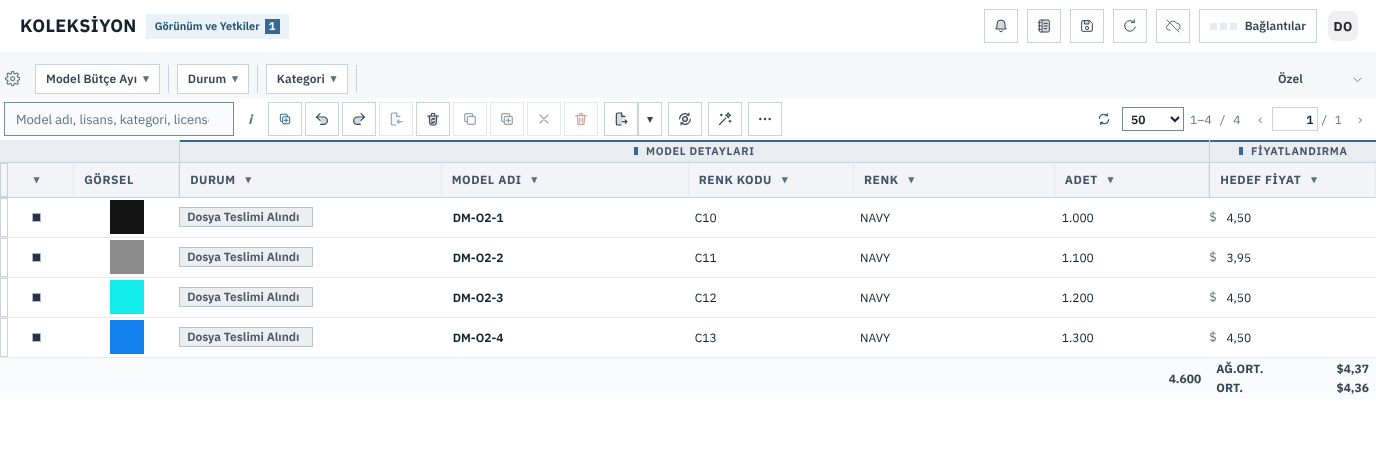 KOLEKSİYON Görünüm ve Yetkiler 1 Bağlantılar DO
Model Bütçe Ayı ▼ Durum ▼ Kategori ▼ Özel
Model adı, lisans, kategori, licens i ▼ ... 50 1–4 / 4 ‹ 1 / 1 ›
MODEL DETAYLARI FİYATLANDIRMA
▼ GÖRSEL DURUM ▼ MODEL ADI ▼ RENK KODU ▼ RENK ▼ ADET ▼ HEDEF FİYAT ▼
Dosya Teslimi Alındı DM-02-1 C10 NAVY 1.000 $ 4,50
Dosya Teslimi Alındı DM-02-2 C11 NAVY 1.100 $ 3,95
Dosya Teslimi Alındı DM-02-3 C12 NAVY 1.200 $ 4,50
Dosya Teslimi Alındı DM-02-4 C13 NAVY 1.300 $ 4,50
4.600 AĞ.ORT. $4,37
ORT. $4,36